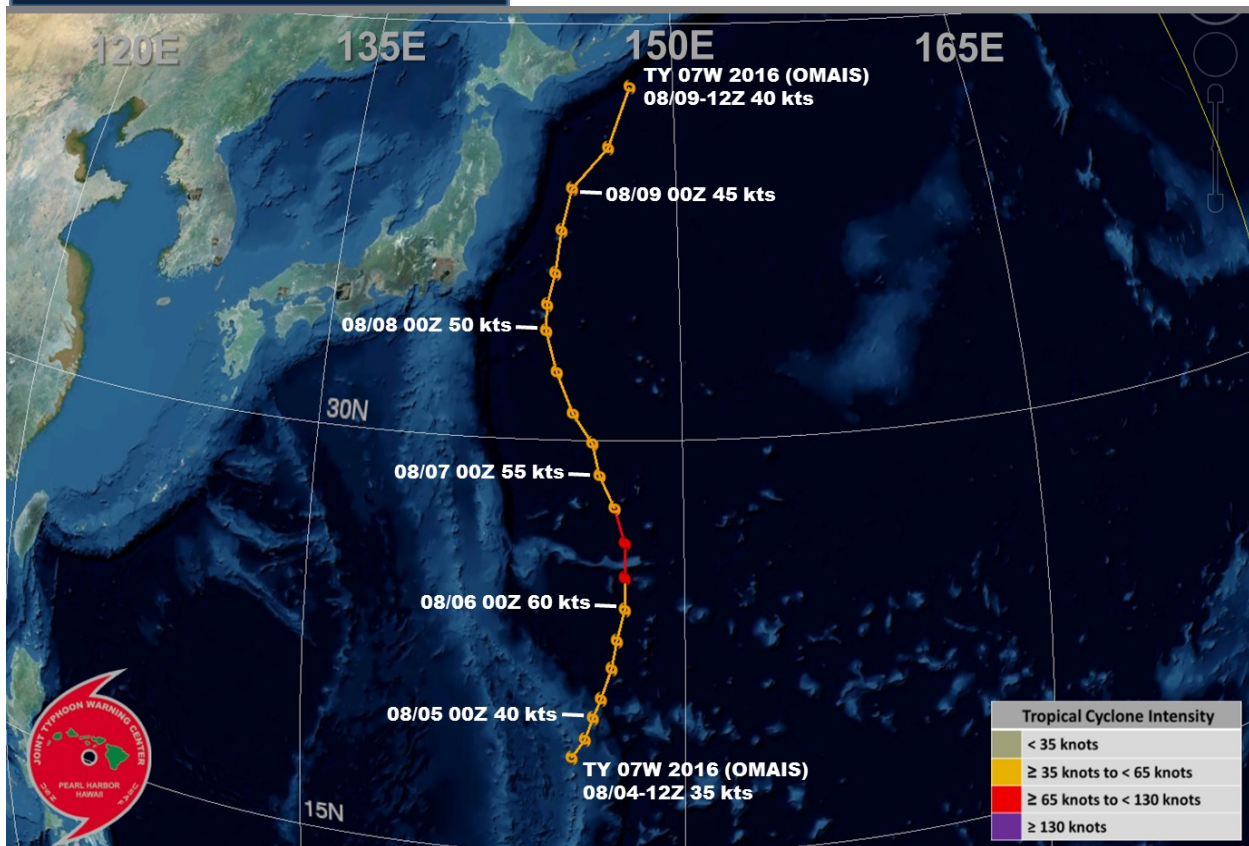 120E
135E
150E
165E
TY 07W 2016 (OMAIS)
08/09-12Z 40 kts
08/09 00Z 45 kts
08/08 00Z 50 kts
30N
08/07 00Z 55 kts
08/06 00Z 60 kts
08/05 00Z 40 kts
TY 07W 2016 (OMAIS)
08/04-12Z 35 kts
15N
JOINT TYPHOON WARNING CENTER
PEARL HARBOR
HAWAII
Tropical Cyclone Intensity
< 35 knots
≥ 35 knots to < 65 knots
≥ 65 knots to < 130 knots
≥ 130 knots